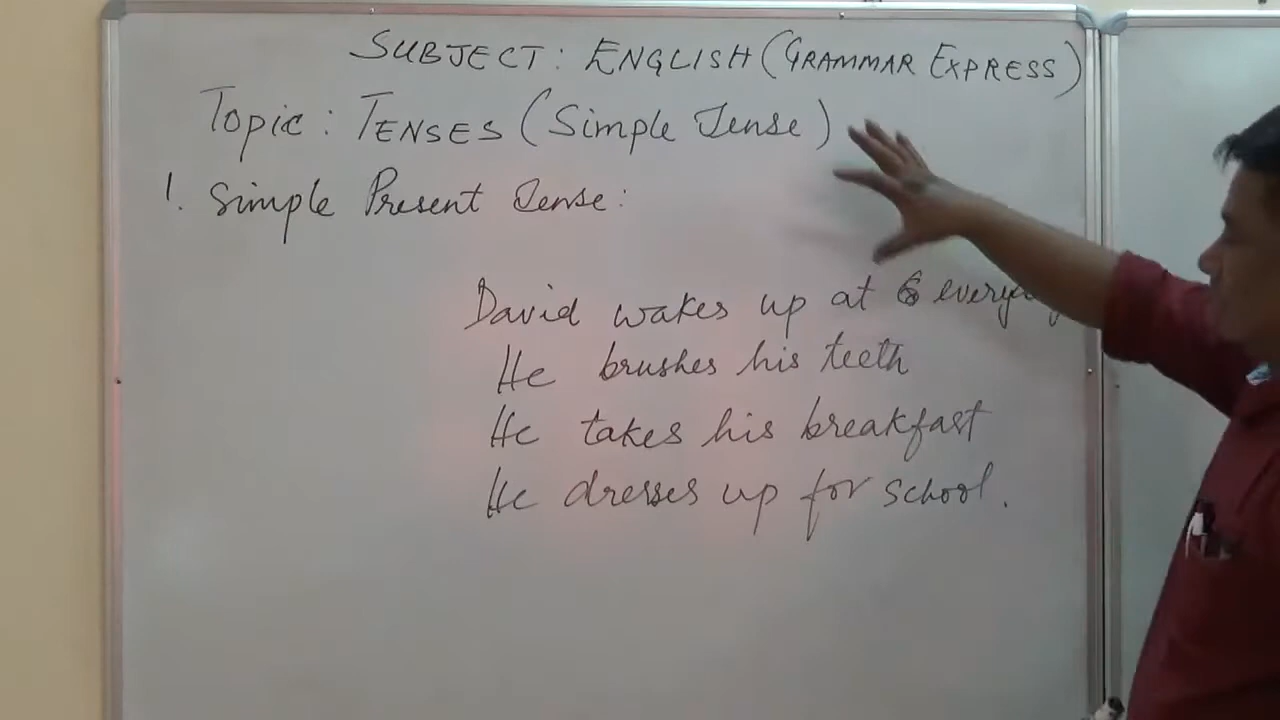 SUBJECT: ENGLISH (GRAMMAR EXPRESS)
Topic: TENSES (Simple Tense)
1. Simple Present Tense:
David wakes up at 6
He brushes his teeth
He takes his breakfast
He dresses up for school.